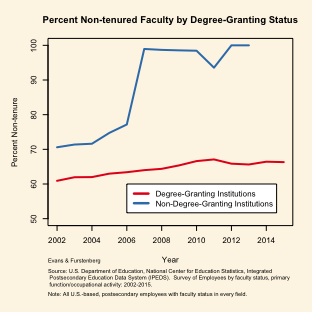 Percent Non-tenured Faculty by Degree-Granting Status
Percent Non-tenure
100
90
80
70
60
50
Degree-Granting Institutions
Non-Degree-Granting Institutions
2002 2004 2006 2008 2010 2012 2014
Year
Evans & Furstenberg
Source: U.S. Department of Education, National Center for Education Statistics, Integrated
Postsecondary Education Data System (IPEDS). Survey of Employees by faculty status, primary
function/occupational activity: 2002-2015.
Note: All U.S.-based, postsecondary employees with faculty status in every field.